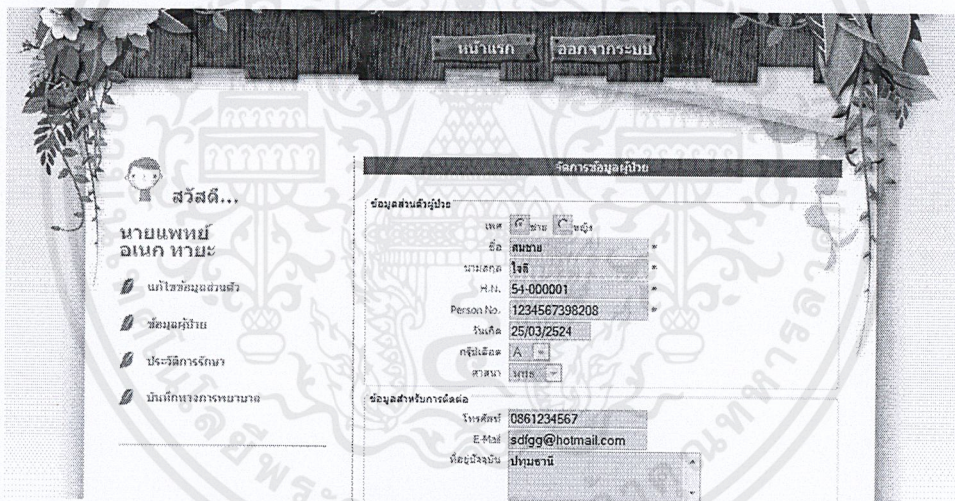 หน้าแรก ออกจากระบบ
สวัสดี...
นายแพทย์
อเนก ทายะ
แก้ไขข้อมูลส่วนตัว
ข้อมูลผู้ป่วย
ประวัติการรักษา
บันทึกทางการพยาบาล
จัดการข้อมูลผู้ป่วย
ข้อมูลส่วนตัวผู้ป่วย
เพศ ชาย หญิง
ชื่อ สมชาย *
นามสกุล ใจดี *
H.N. 54-000001 *
Person No. 1234567398208 *
วันเกิด 25/03/2524
กรุ๊ปเลือด A
ศาสนา พุทธ
ข้อมูลสำหรับการติดต่อ
โทรศัพท์ 0861234567
E-Mail sdfgg@hotmail.com
ที่อยู่ปัจจุบัน ปทุมธานี